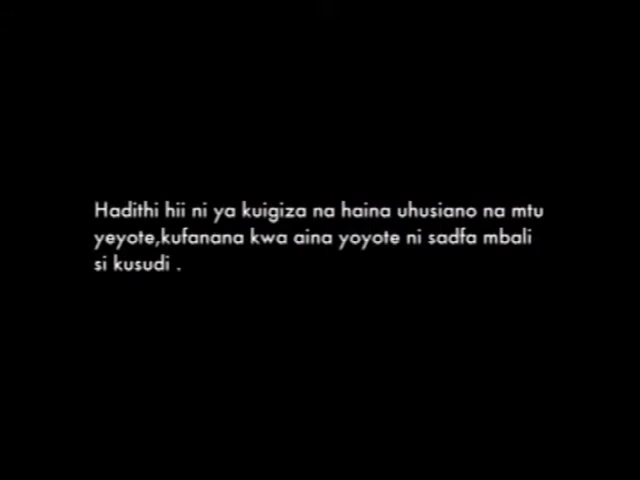 Hadithi hii ni ya kuigiza na haina uhusiano na mtu
yeyote,kufanana kwa aina yoyote ni sadfa mbali
si kusudi .